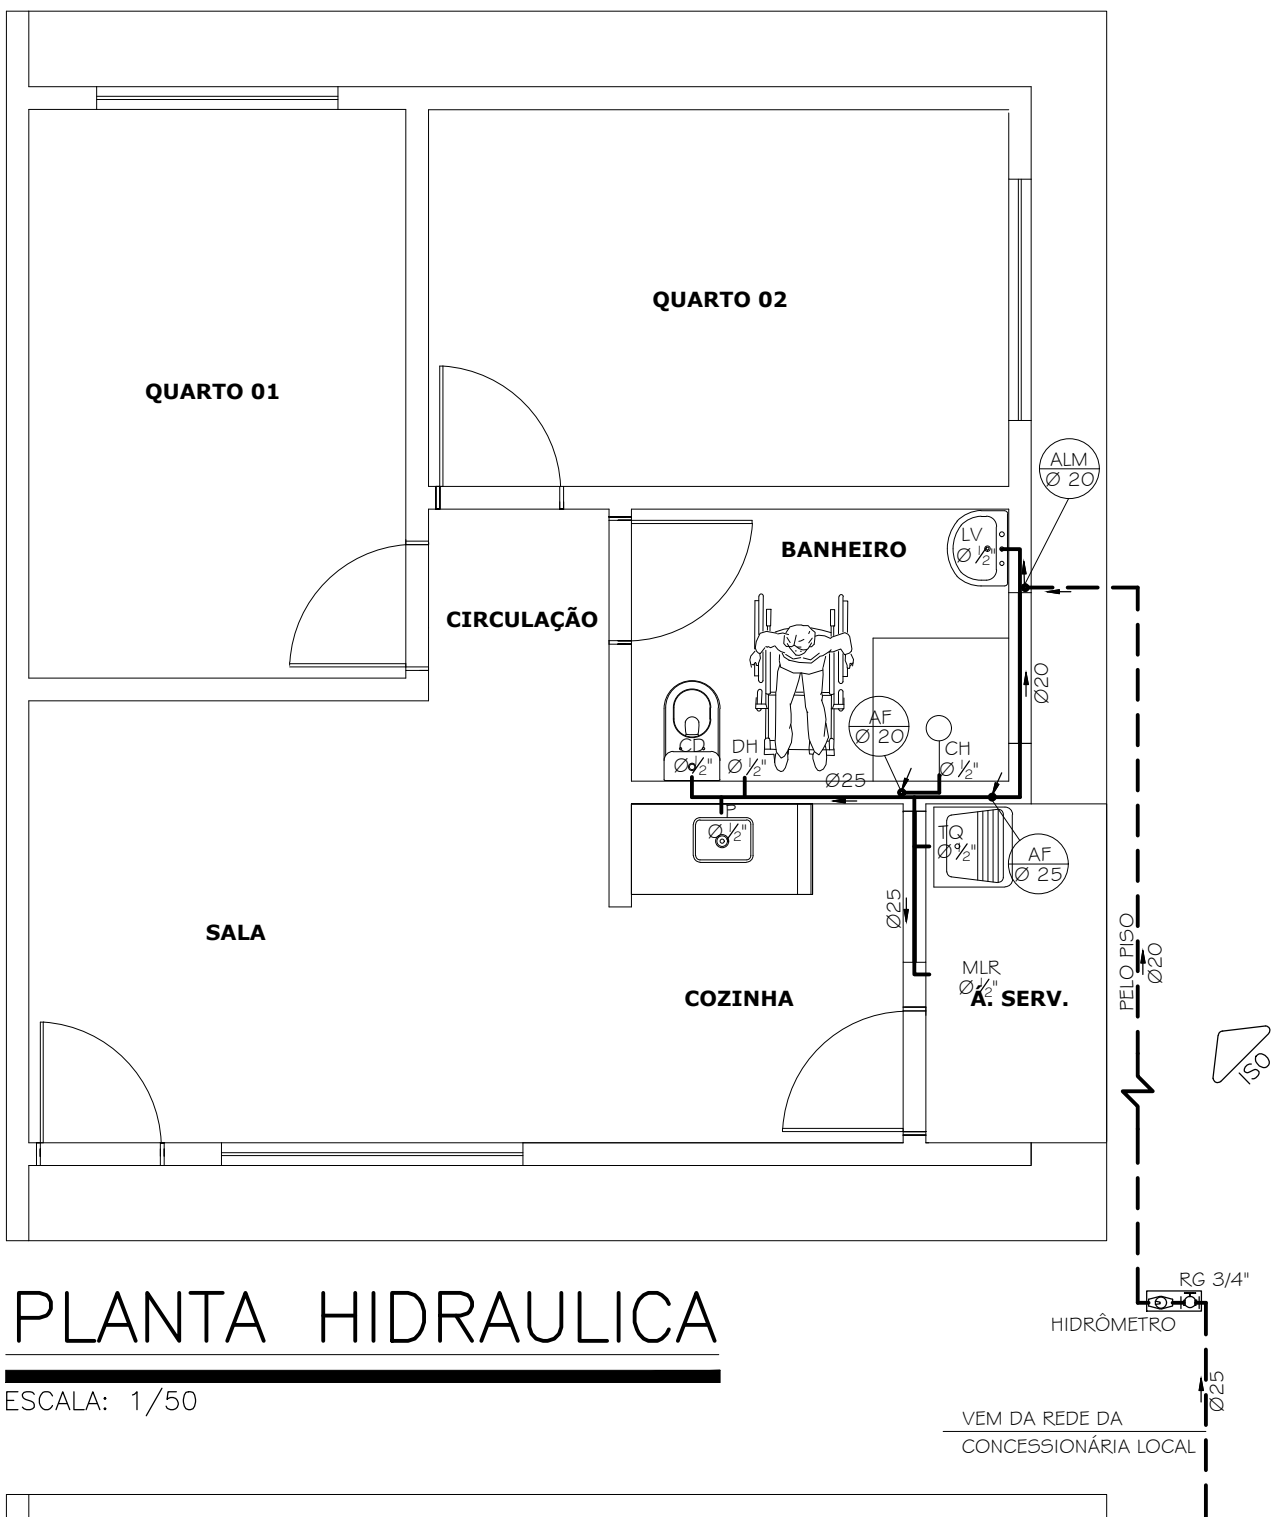 QUARTO 02
QUARTO 01
ALM
Ø 20
LV
Ø ½"
BANHEIRO
CIRCULAÇÃO
Ø20
AF
Ø 20
CD
Ø ½"
DH
Ø ½"
CH
Ø ½"
Ø25
P
Ø ½"
TQ
Ø ½"
AF
Ø 25
Ø25
SALA
PELO PISO
Ø20
MLR
Ø ½"
COZINHA
Á. SERV.
ISO
RG 3/4"
HIDRÔMETRO
PLANTA HIDRAULICA
ESCALA: 1/50
Ø25
VEM DA REDE DA
CONCESSIONÁRIA LOCAL